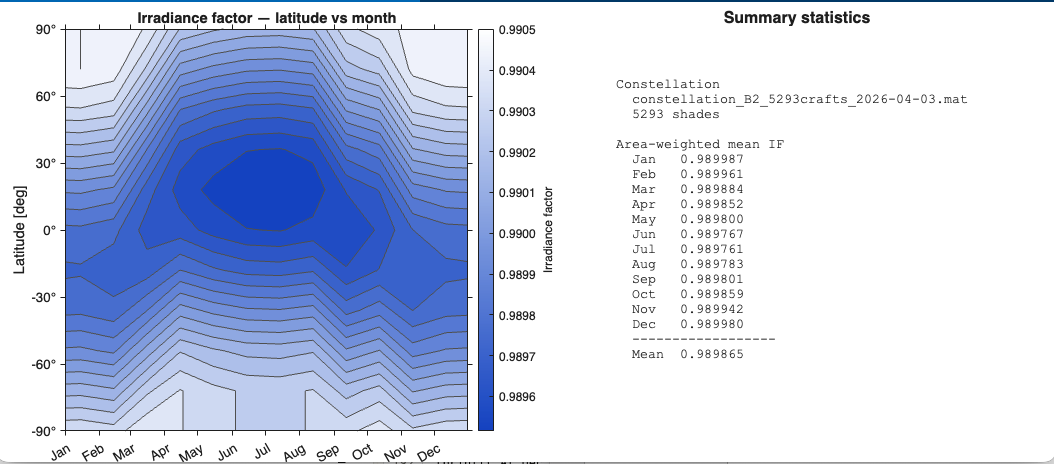 Irradiance factor — latitude vs month
90°
60°
30°
0°
-30°
-60°
-90°
Latitude [deg]
Jan
Feb
Mar
Apr
May
Jun
Jul
Aug
Sep
Oct
Nov
Dec
0.9905
0.9904
0.9903
0.9902
0.9901
0.9900
0.9899
0.9898
0.9897
0.9896
Irradiance factor
Summary statistics
Constellation
constellation_B2_5293crafts_2026-04-03.mat
5293 shades
Area-weighted mean IF
Jan 0.989987
Feb 0.989961
Mar 0.989884
Apr 0.989852
May 0.989800
Jun 0.989767
Jul 0.989761
Aug 0.989783
Sep 0.989801
Oct 0.989859
Nov 0.989942
Dec 0.989980
------------------
Mean 0.989865